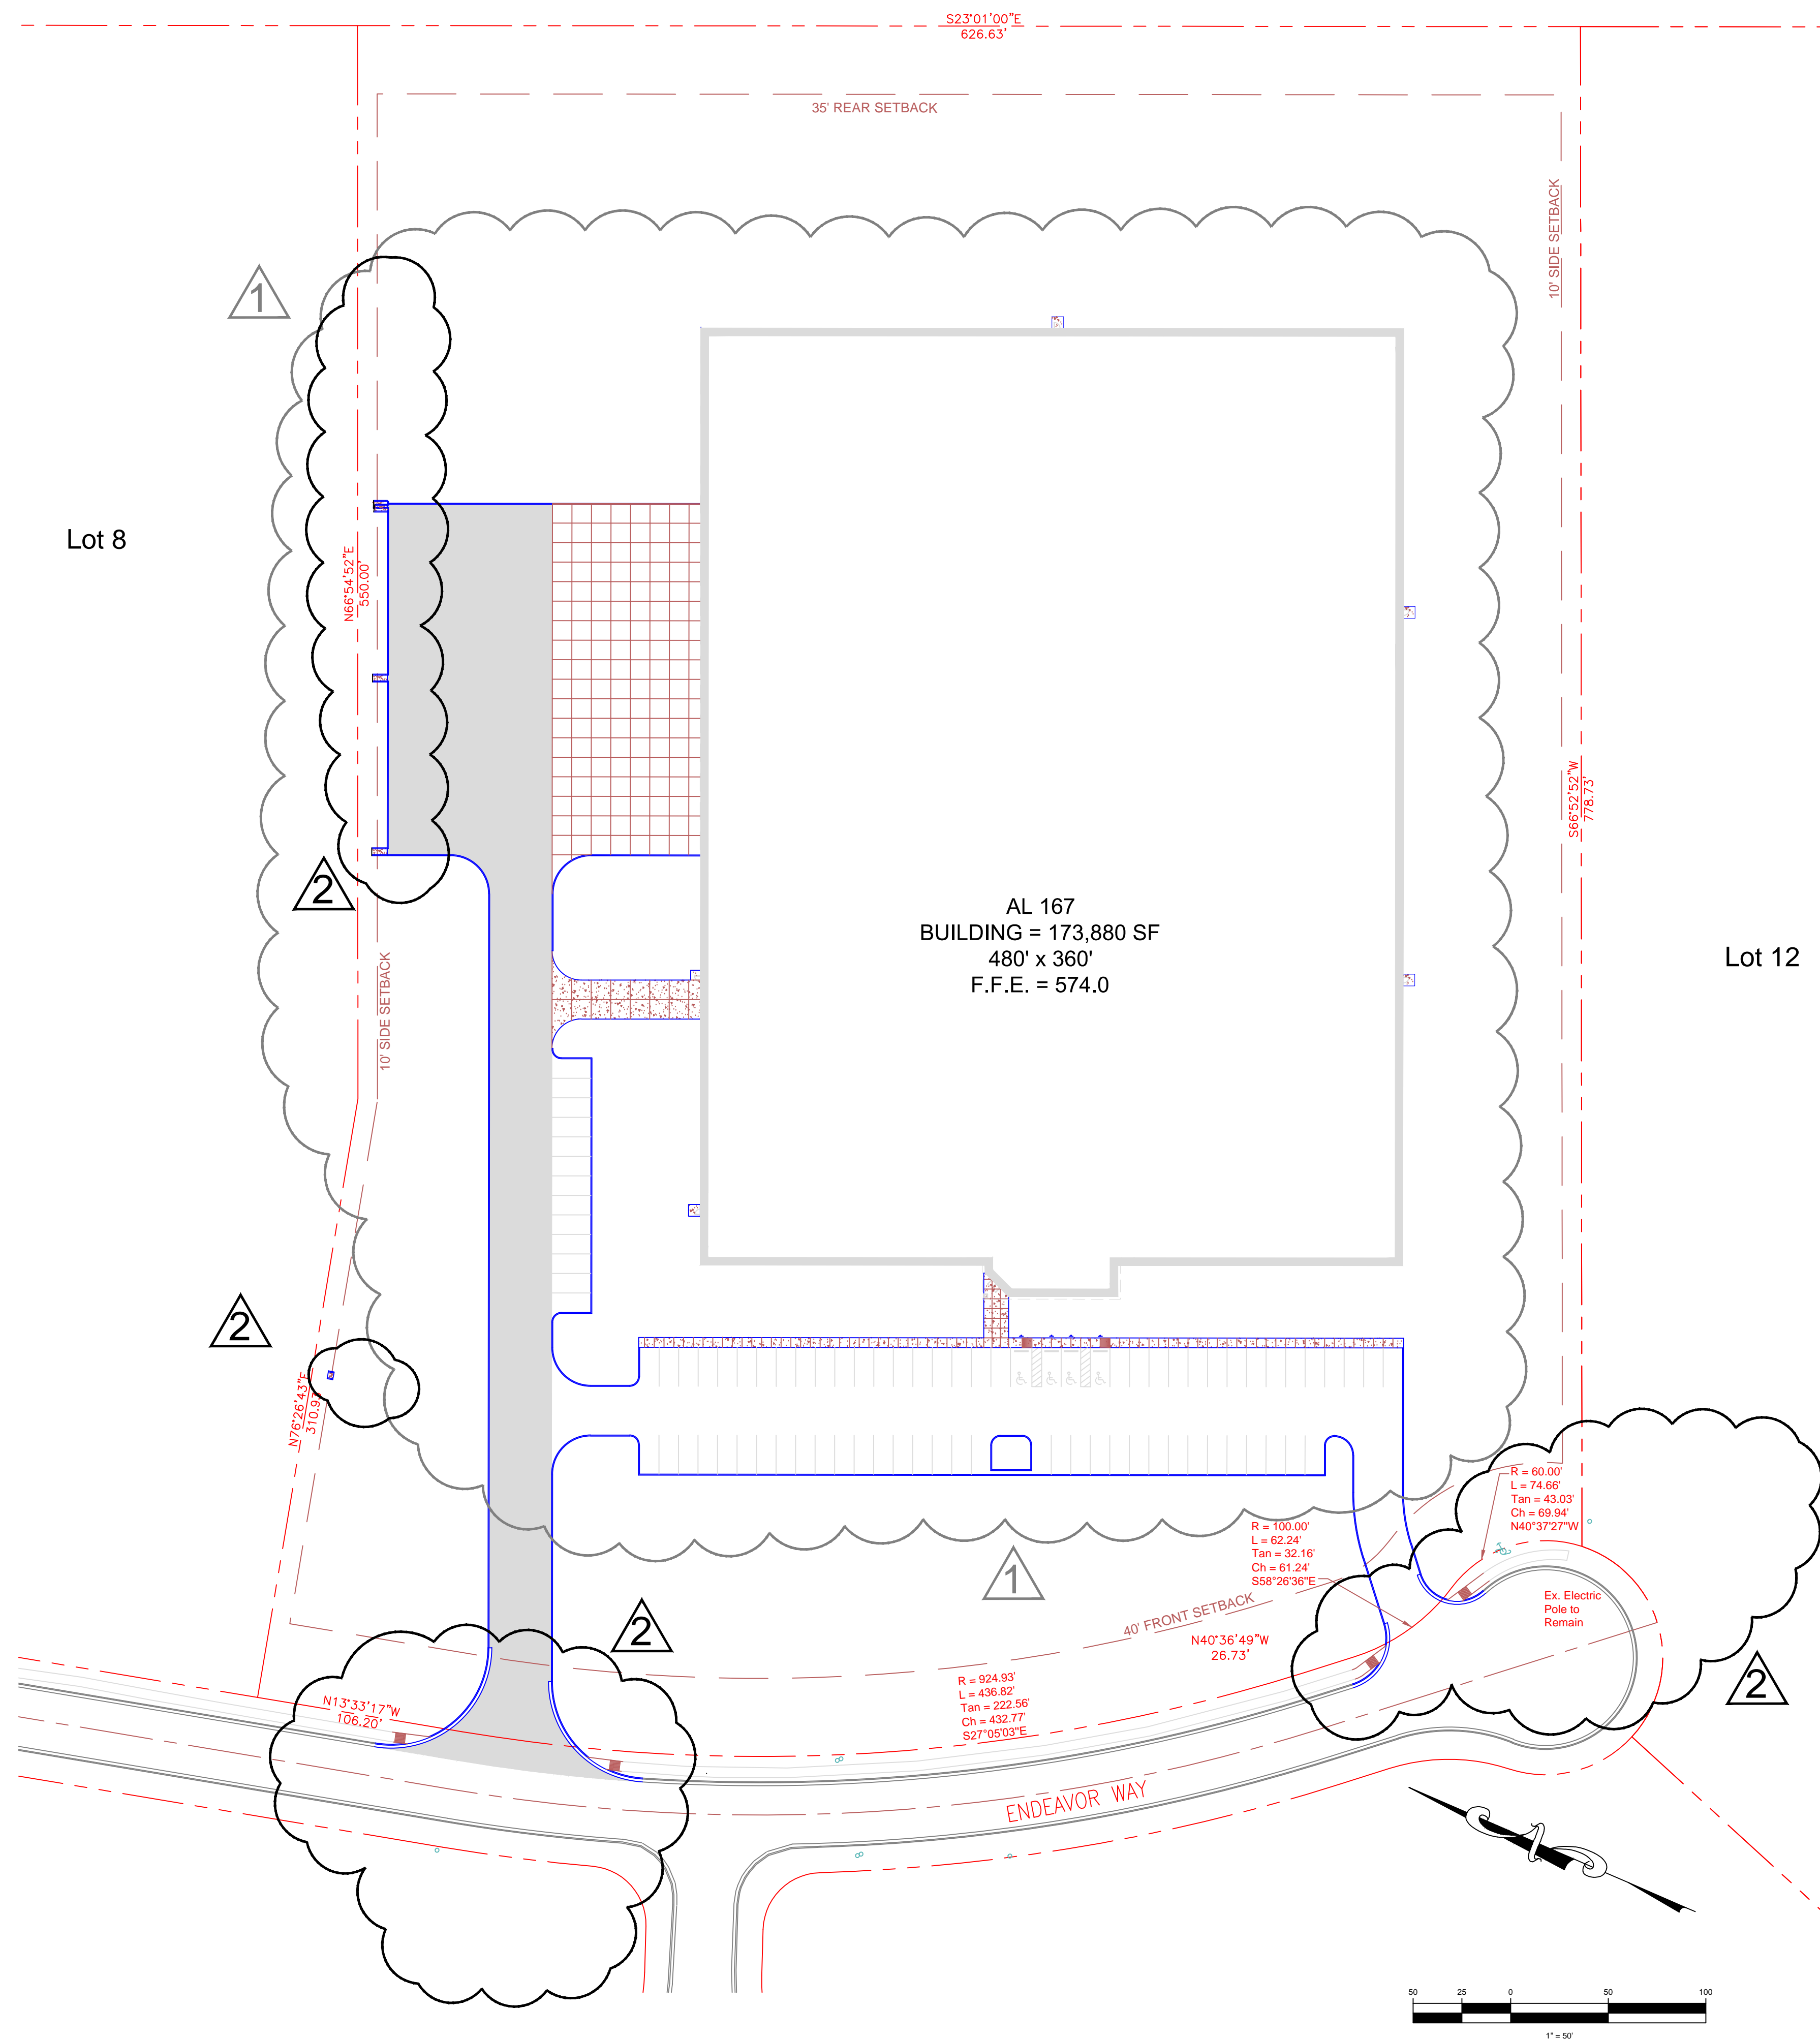 S23°01'00"E
626.63'
35' REAR SETBACK
10' SIDE SETBACK
1
Lot 8
N66°54'52"E
550.00'
S66°52'52"W
778.73'
2
AL 167
BUILDING = 173,880 SF
480' x 360'
F.F.E. = 574.0
Lot 12
10' SIDE SETBACK
2
N76°26'43"E
310.97'
R = 60.00'
L = 74.66'
Tan = 43.03'
Ch = 69.94'
N40°37'27"W
R = 100.00'
L = 62.24'
Tan = 32.16'
Ch = 61.24'
S58°26'36"E
1
Ex. Electric
Pole to
Remain
40' FRONT SETBACK
2
N40°36'49"W
26.73'
2
R = 924.93'
L = 436.82'
Tan = 222.56'
Ch = 432.77'
S27°05'03"E
N13°33'17"W
106.20'
ENDEAVOR WAY
50 25 0 50 100
1" = 50'